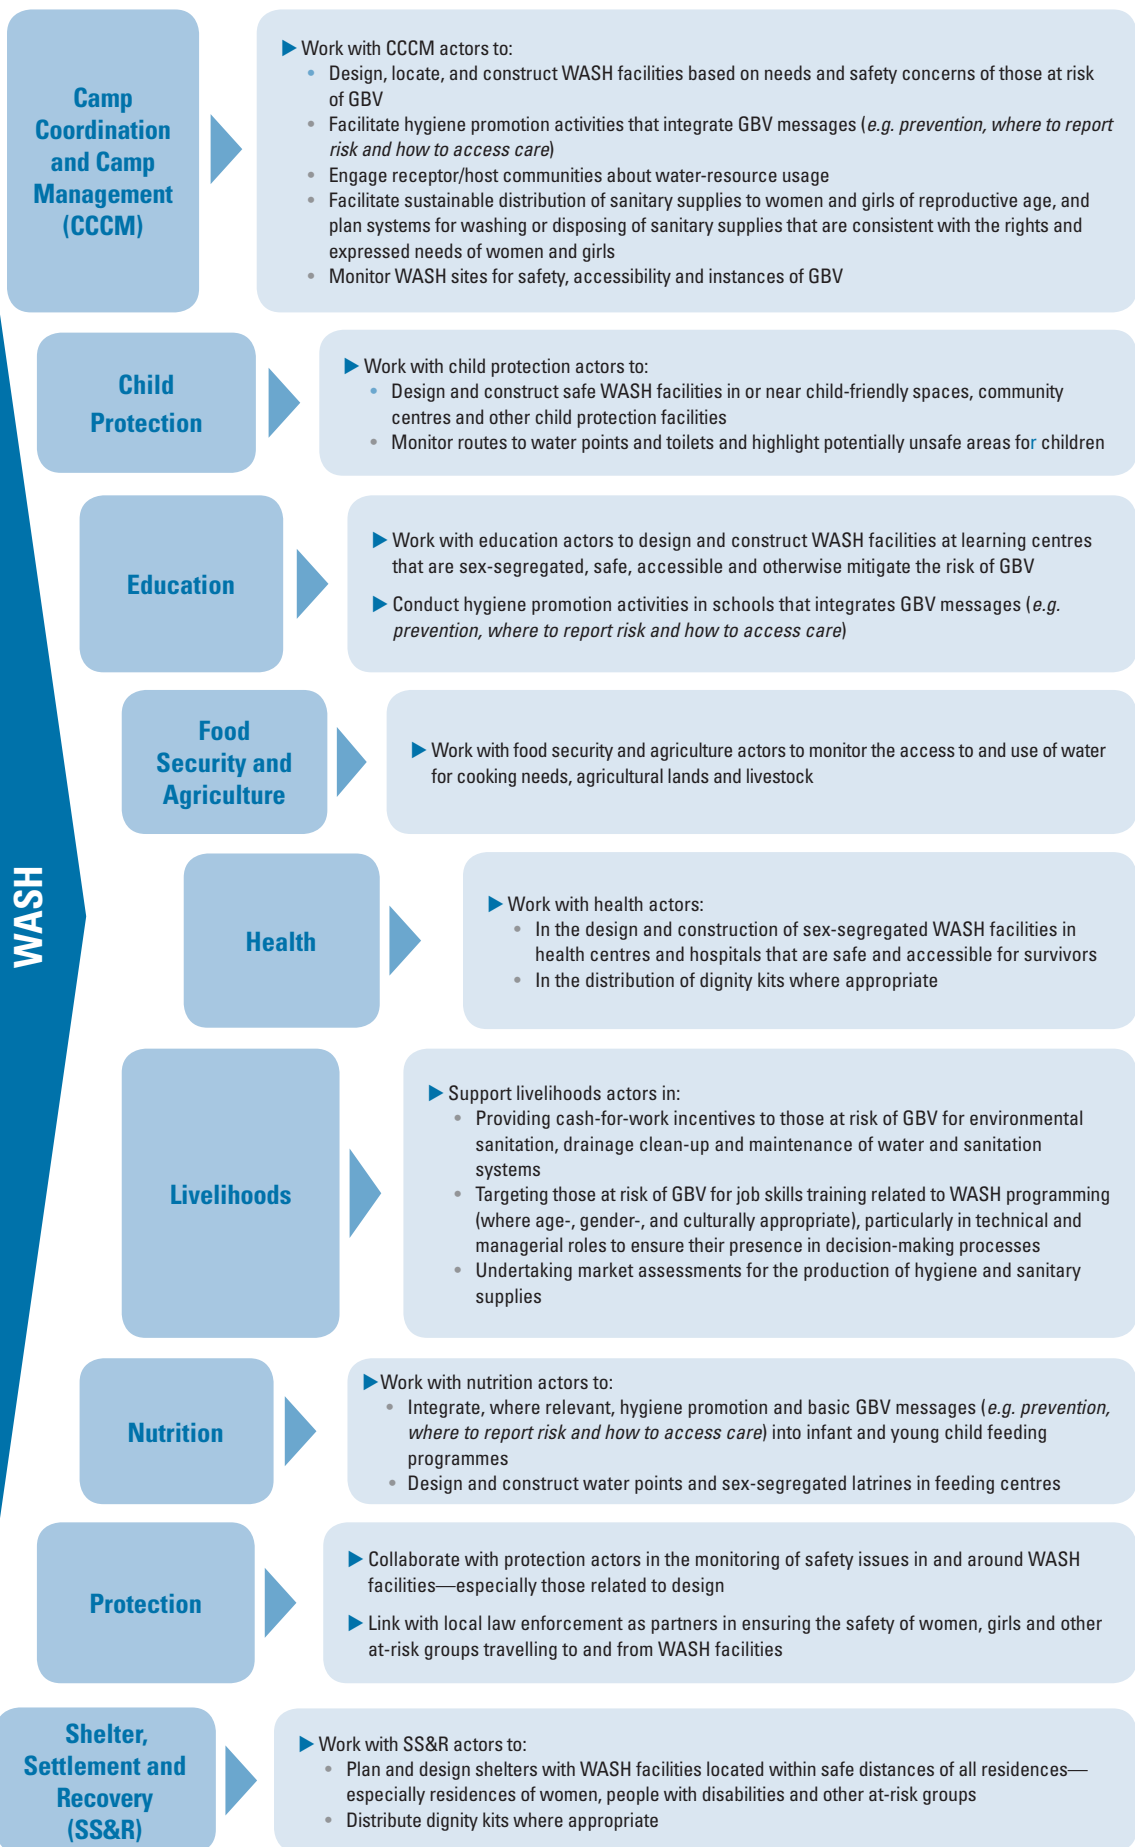 WASH
Camp
Coordination
and Camp
Management
(CCCM)
▶ Work with CCCM actors to:
• Design, locate, and construct WASH facilities based on needs and safety concerns of those at risk
of GBV
• Facilitate hygiene promotion activities that integrate GBV messages (e.g. prevention, where to report
risk and how to access care)
• Engage receptor/host communities about water-resource usage
• Facilitate sustainable distribution of sanitary supplies to women and girls of reproductive age, and
plan systems for washing or disposing of sanitary supplies that are consistent with the rights and
expressed needs of women and girls
• Monitor WASH sites for safety, accessibility and instances of GBV
Child
Protection
▶ Work with child protection actors to:
• Design and construct safe WASH facilities in or near child-friendly spaces, community
centres and other child protection facilities
• Monitor routes to water points and toilets and highlight potentially unsafe areas for children
Education
▶ Work with education actors to design and construct WASH facilities at learning centres
that are sex-segregated, safe, accessible and otherwise mitigate the risk of GBV
▶ Conduct hygiene promotion activities in schools that integrates GBV messages (e.g.
prevention, where to report risk and how to access care)
Food
Security and
Agriculture
▶ Work with food security and agriculture actors to monitor the access to and use of water
for cooking needs, agricultural lands and livestock
Health
▶ Work with health actors:
• In the design and construction of sex-segregated WASH facilities in
health centres and hospitals that are safe and accessible for survivors
• In the distribution of dignity kits where appropriate
Livelihoods
▶ Support livelihoods actors in:
• Providing cash-for-work incentives to those at risk of GBV for environmental
sanitation, drainage clean-up and maintenance of water and sanitation
systems
• Targeting those at risk of GBV for job skills training related to WASH programming
(where age-, gender-, and culturally appropriate), particularly in technical and
managerial roles to ensure their presence in decision-making processes
• Undertaking market assessments for the production of hygiene and sanitary
supplies
Nutrition
▶Work with nutrition actors to:
• Integrate, where relevant, hygiene promotion and basic GBV messages (e.g. prevention,
where to report risk and how to access care) into infant and young child feeding
programmes
• Design and construct water points and sex-segregated latrines in feeding centres
Protection
▶ Collaborate with protection actors in the monitoring of safety issues in and around WASH
facilities—especially those related to design
▶ Link with local law enforcement as partners in ensuring the safety of women, girls and other
at-risk groups travelling to and from WASH facilities
Shelter,
Settlement and
Recovery
(SS&R)
▶ Work with SS&R actors to:
• Plan and design shelters with WASH facilities located within safe distances of all residences—
especially residences of women, people with disabilities and other at-risk groups
• Distribute dignity kits where appropriate